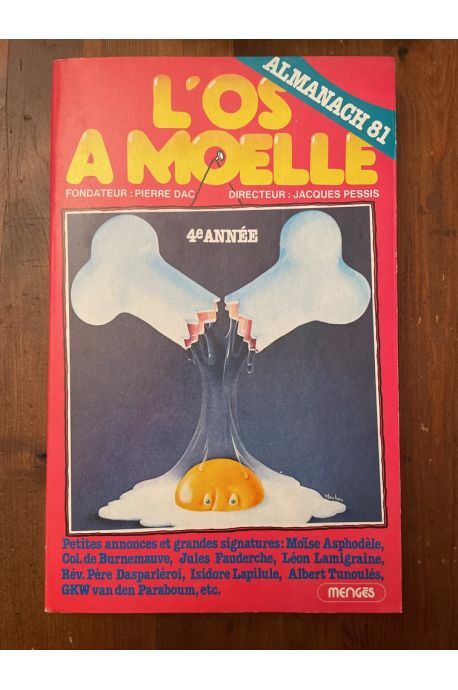 ALMANACH 81
L'OS
A MOELLE
FONDATEUR : PIERRE DAC DIRECTEUR : JACQUES PESSIS
4e ANNÉE
Petites annonces et grandes signatures: Moïse Asphodèle,
Col. de Burnemauve, Jules Fauderche, Léon Lamigraine,
Rév. Père Dasparléroi, Isidore Lapilule, Albert Tunoulés,
GKW van den Paraboum, etc.
mengès